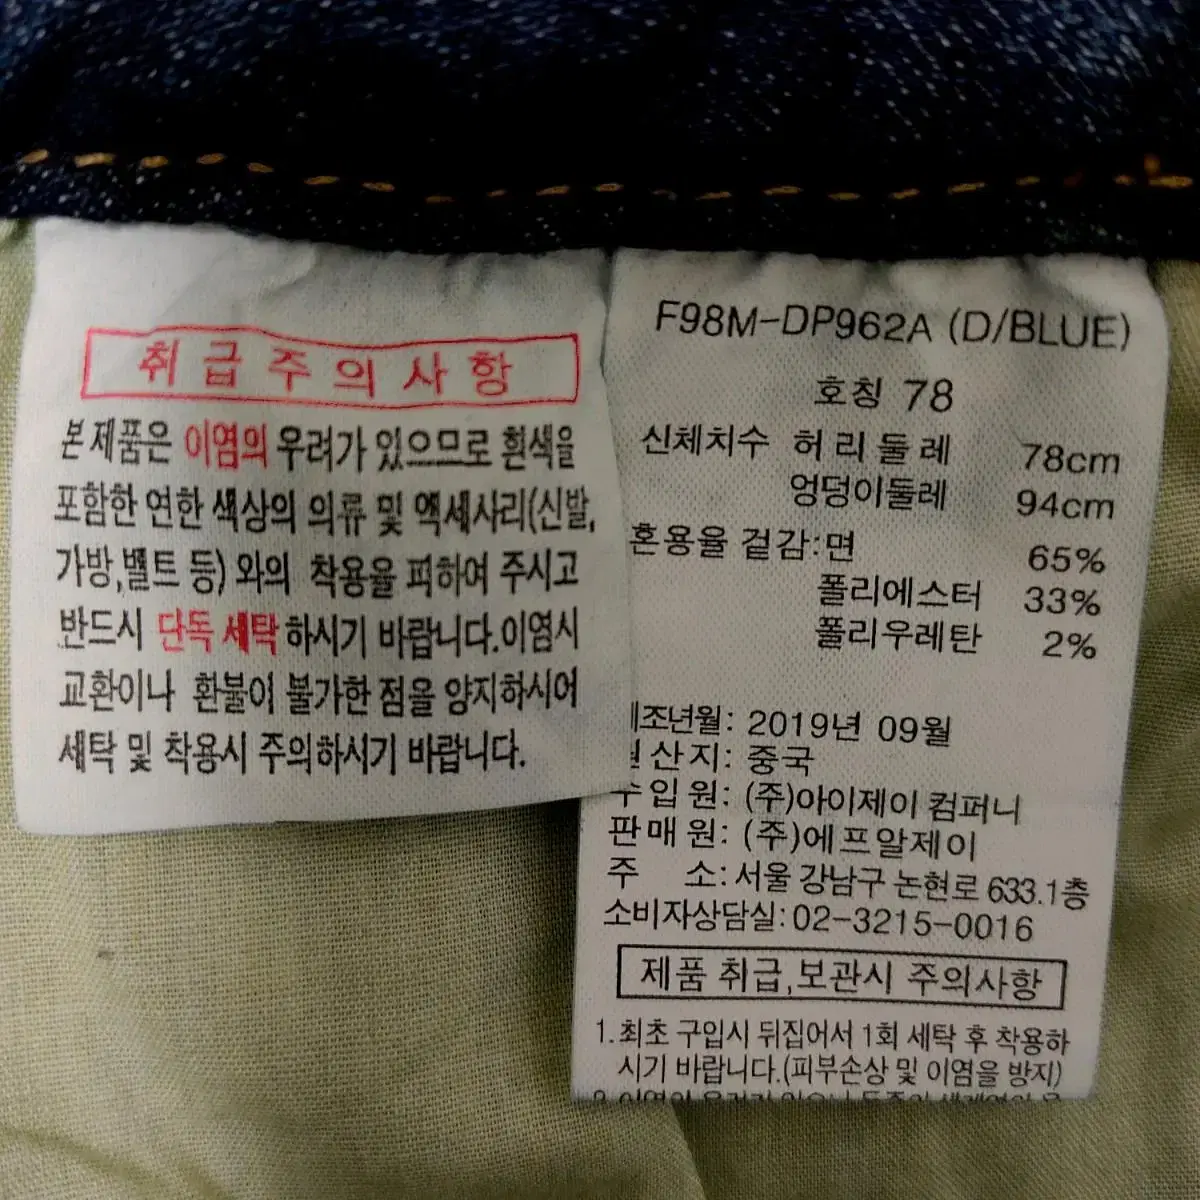 취급주의사항
본 제품은 이염의 우려가 있으므로 흰색을
포함한 연한 색상의 의류 및 액세사리(신발,
가방,밸트 등) 와의 착용을 피하여 주시고
반드시 단독 세탁하시기 바랍니다.이염시
교환이나 환불이 불가한 점을 양지하시어
세탁 및 착용시 주의하시기 바랍니다.
F98M-DP962A (D/BLUE)
호칭 78
신체치수 허리둘레 78cm
엉덩이둘레 94cm
혼용율 겉감:면 65%
폴리에스터 33%
폴리우레탄 2%
제조년월: 2019년 09월
원산지: 중국
수입원: (주)아이제이 컴퍼니
판매원: (주)에프알제이
주 소: 서울 강남구 논현로 633.1층
소비자상담실: 02-3215-0016
제품 취급,보관시 주의사항
1.최초 구입시 뒤집어서 1회 세탁 후 착용하
시기 바랍니다.(피부손상 및 이염을 방지)